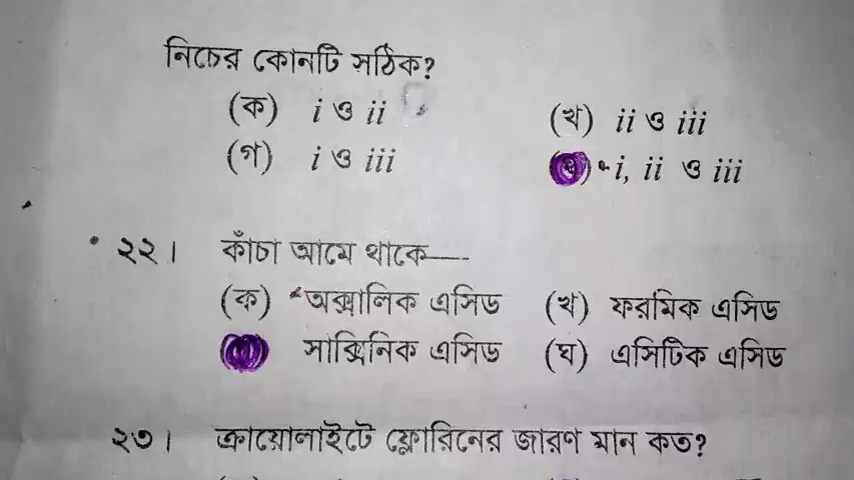 নিচের কোনটি সঠিক?
(ক) i ও ii (খ) ii ও iii
(গ) i ও iii i, ii ও iii
২২। কাঁচা আমে থাকে—
(ক) অক্সালিক এসিড (খ) ফরমিক এসিড
সাক্সিনিক এসিড (ঘ) এসিটিক এসিড
২৩। ক্রায়োলাইটে ফ্লোরিনের জারণ মান কত?